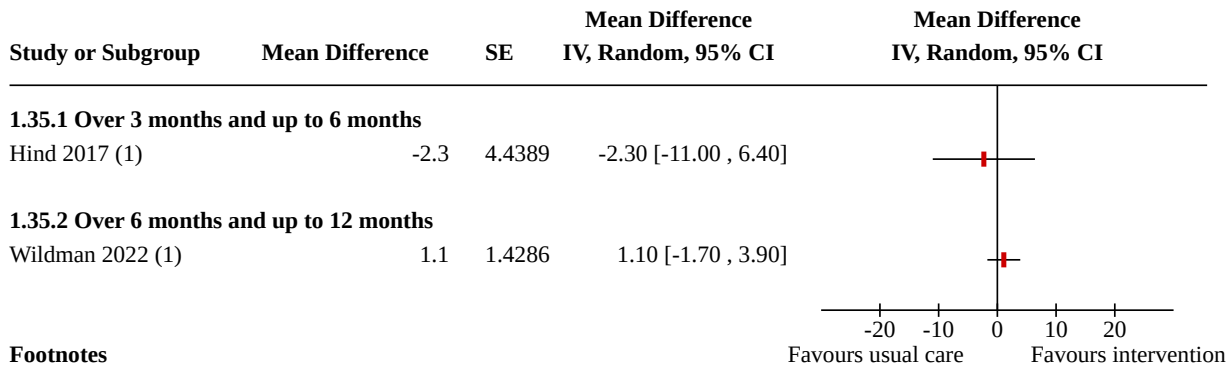 Mean Difference Mean Difference
Study or Subgroup Mean Difference SE IV, Random, 95% CI IV, Random, 95% CI
1.35.1 Over 3 months and up to 6 months
Hind 2017 (1) -2.3 4.4389 -2.30 [-11.00 , 6.40]
1.35.2 Over 6 months and up to 12 months
Wildman 2022 (1) 1.1 1.4286 1.10 [-1.70 , 3.90]
-20 -10 0 10 20
Footnotes Favours usual care Favours intervention